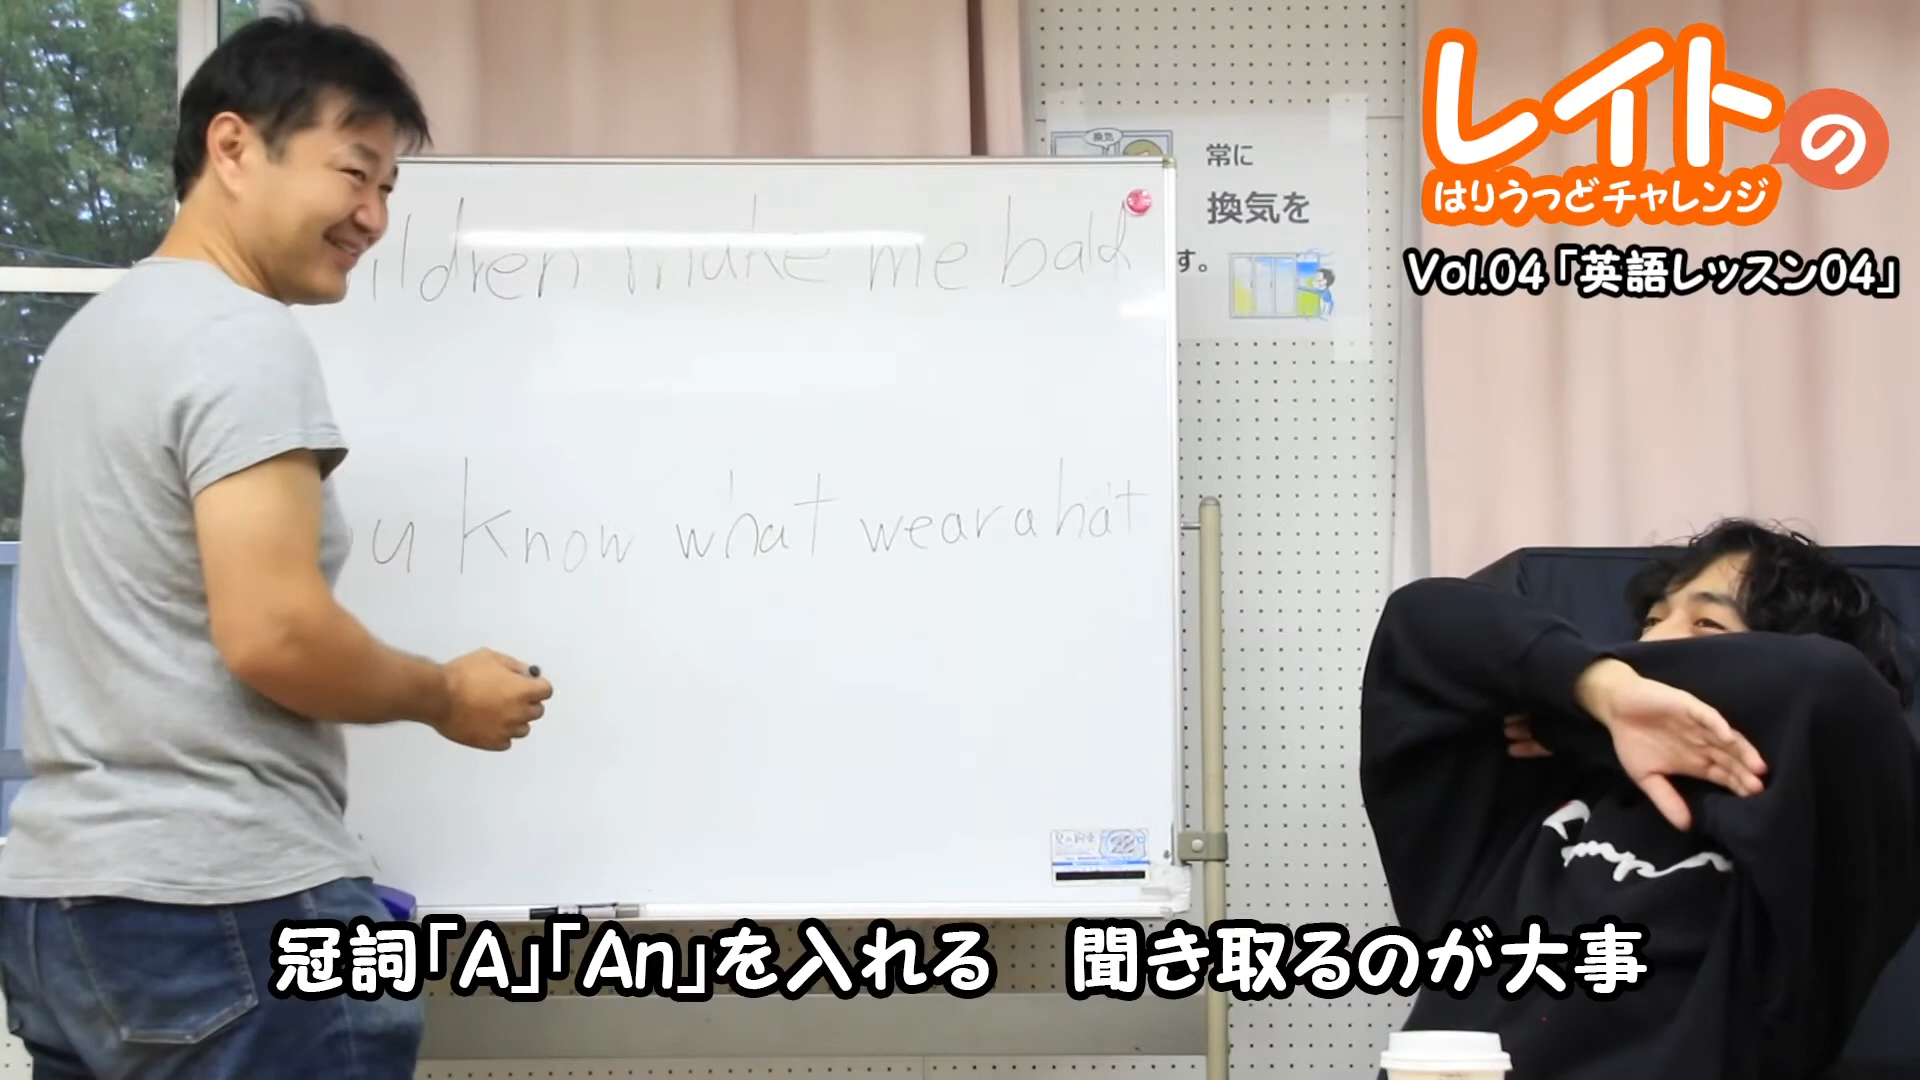 レイトの
はりうっどチャレンジ
Vol.04「英語レッスン04」
換気
常に
換気を
す。
ildren make me bald
ou know what wear a hat
冠詞「A」「An」を入れる　聞き取るのが大事